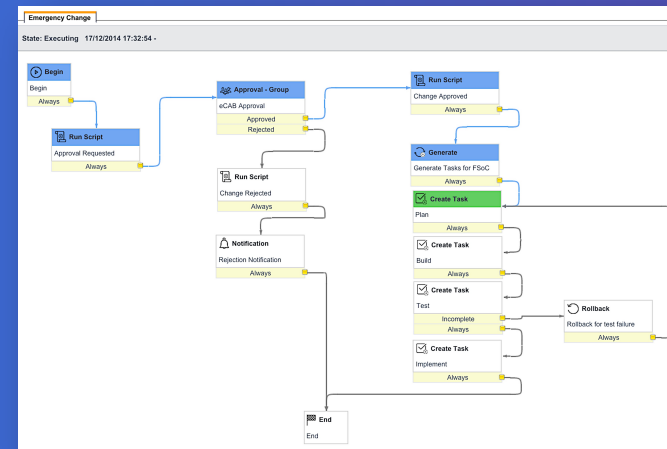 Emergency Change
State: Executing 17/12/2014 17:32:54 -
Begin
Begin
Always
Run Script
Approval Requested
Always
Approval - Group
eCAB Approval
Approved
Rejected
Run Script
Change Rejected
Always
Notification
Rejection Notification
Always
Run Script
Change Approved
Always
Generate
Generate Tasks for FSoC
Always
Create Task
Plan
Always
Create Task
Build
Always
Create Task
Test
Incomplete
Always
Create Task
Implement
Always
Rollback
Rollback for test failure
Always
End
End